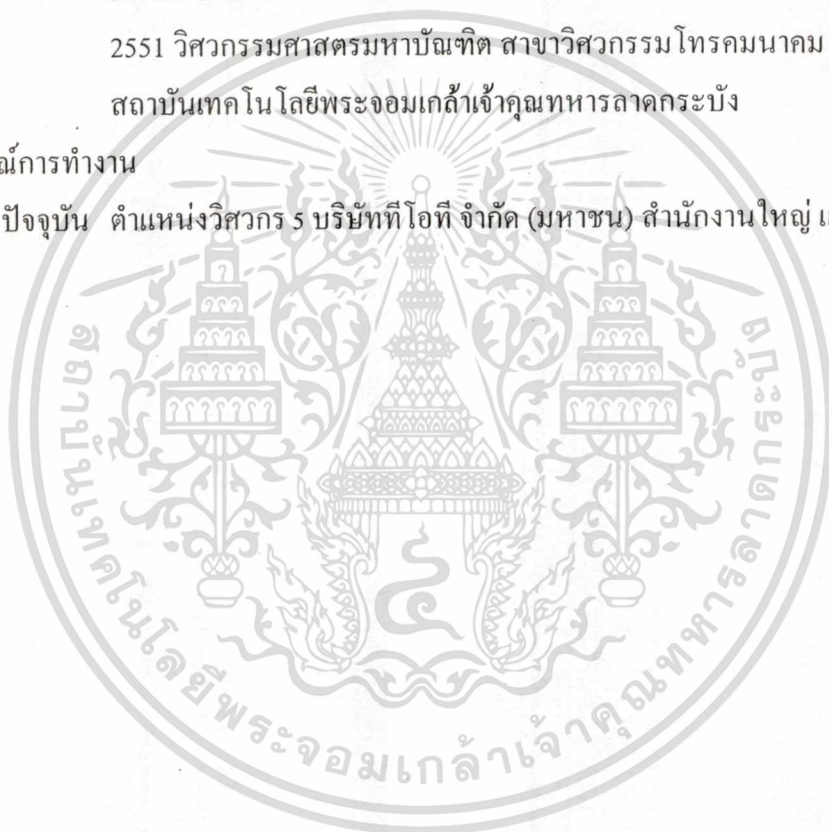 2551 วิศวกรรมศาสตรมหาบัณฑิต สาขาวิศวกรรมโทรคมนาคม
สถาบันเทคโนโลยีพระจอมเกล้าเจ้าคุณทหารลาดกระบัง
ณ์การทำงาน
ปัจจุบัน ตำแหน่งวิศวกร 5 บริษัททีโอที จำกัด (มหาชน) สำนักงานใหญ่ แ
สถาบันเทคโนโลยีพระจอมเกล้าเจ้าคุณทหารลาดกระบัง